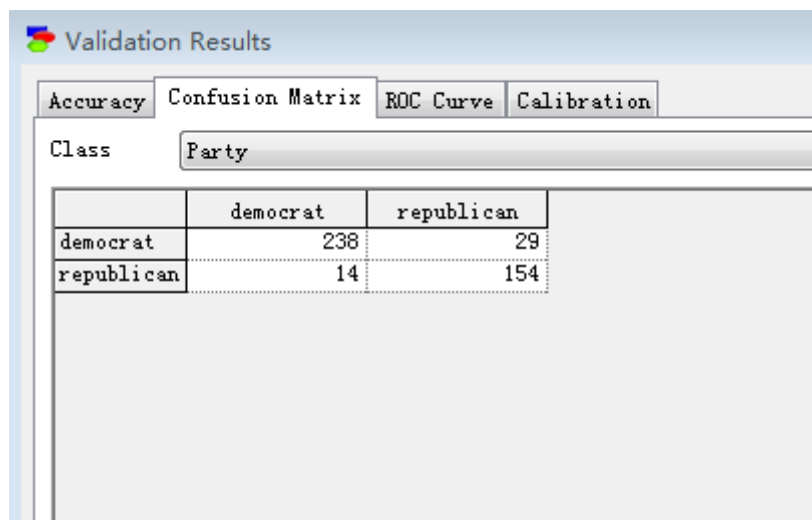 Validation Results
Accuracy Confusion Matrix ROC Curve Calibration
Class Party
democrat republican
democrat 238 29
republican 14 154